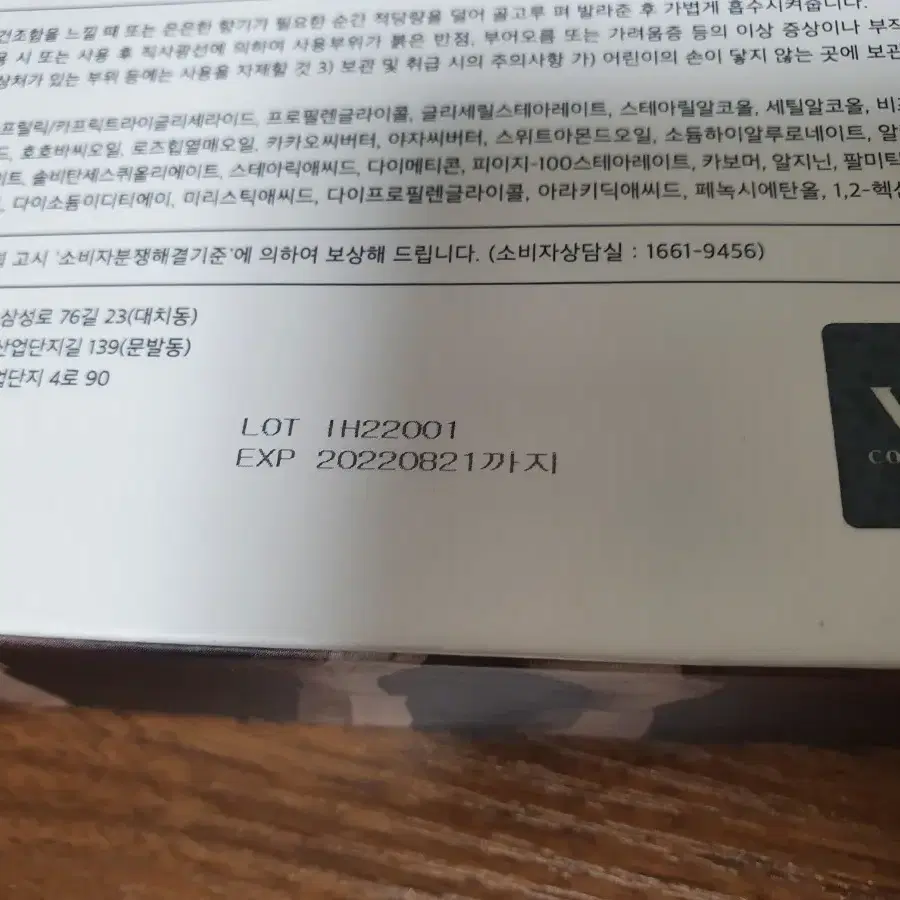 건조함을 느낄 때 또는 은은한 향기가 필요한 순간 적당량을 덜어 골고루 펴 발라준 후 가볍게 흡수시켜줍니다.
시 또는 사용 후 직사광선에 의하여 사용부위가 붉은 반점, 부어오름 또는 가려움증 등의 이상 증상이나
상처가 있는 부위 등에는 사용을 자제할 것 3) 보관 및 취급 시의 주의사항 가) 어린이의 손이 닿지 않는 곳에 보관
프릴릭/카프릭트라이글리세라이드, 프로필렌글라이콜, 글리세릴스테아레이트, 스테아릴알코올, 세틸알코올,
호호바씨오일, 로즈힙열매오일, 카카오씨버터, 야자씨버터, 스위트아몬드오일, 소듐하이알루로네이트,
솔비탄세스퀴올리에이트, 스테아릭애씨드, 다이메티콘, 피이지-100스테아레이트, 카보머, 알지닌, 팔미틱
다이소듐이디티에이, 미리스틱애씨드, 다이프로필렌글라이콜, 아라키딕애씨드, 페녹시에탄올, 1,2-헥
고시 '소비자분쟁해결기준'에 의하여 보상해 드립니다. (소비자상담실 : 1661-9456)
삼성로 76길 23(대치동)
산업단지길 139(문발동)
업단지 4로 90
LOT IH22001
EXP 20220821까지
V
CO